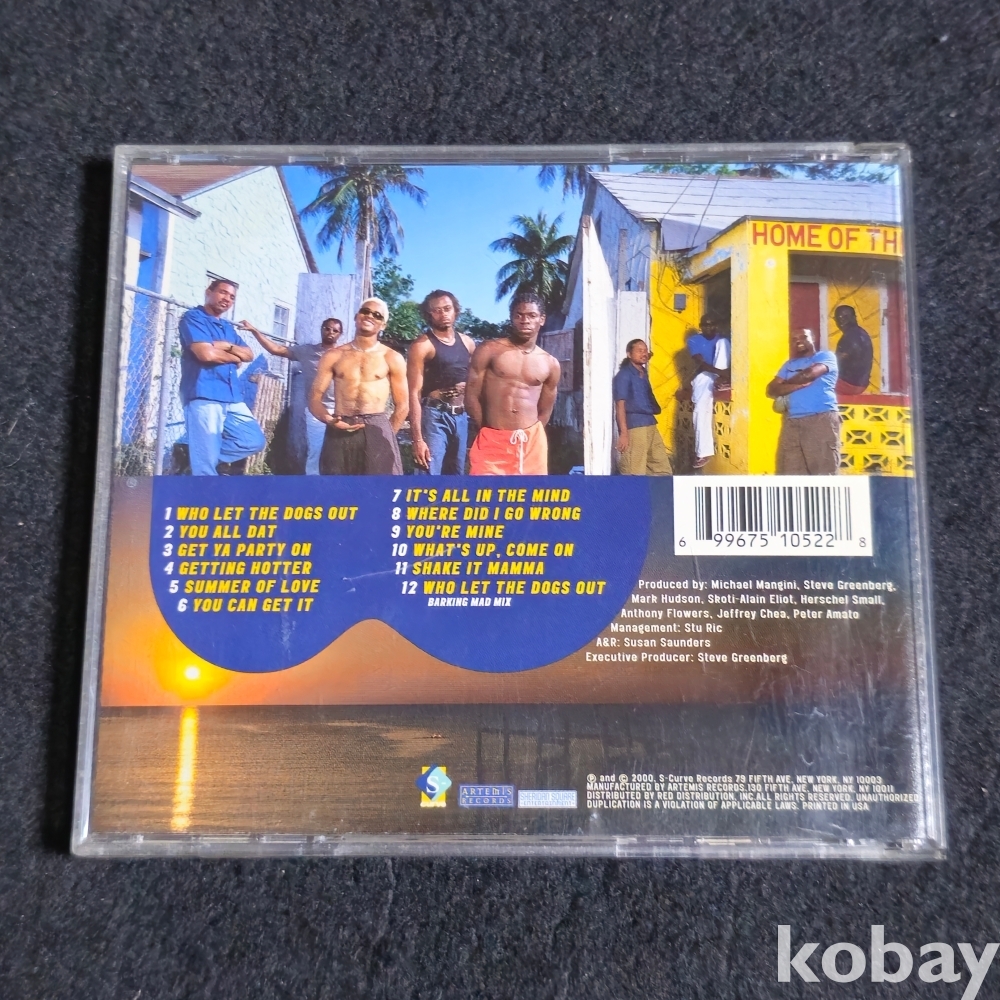 HOME OF TH
1 WHO LET THE DOGS OUT
2 YOU ALL DAT
3 GET YA PARTY ON
4 GETTING HOTTER
5 SUMMER OF LOVE
6 YOU CAN GET IT
7 IT'S ALL IN THE MIND
8 WHERE DID I GO WRONG
9 YOU'RE MINE
10 WHAT'S UP, COME ON
11 SHAKE IT MAMMA
12 WHO LET THE DOGS OUT
BARKING MAD MIX
6 99675 10522 8
Produced by: Michael Mangini, Steve Greenberg,
Mark Hudson, Skoti-Alain Eliot, Herschel Small,
Anthony Flowers, Jeffrey Chea, Peter Amato
Management: Stu Ric
A&R: Susan Saunders
Executive Producer: Steve Greenberg
S
ARTEMIS
RECORDS
℗ and © 2000, S-Curve Records 79 FIFTH AVE, NEW YORK, NY 10003
MANUFACTURED BY ARTEMIS RECORDS.130 FIFTH AVE, NEW YORK, NY 10011
DISTRIBUTED BY RED DISTRIBUTION, INC.ALL RIGHTS RESERVED. UNAUTHORIZED
DUPLICATION IS A VIOLATION OF APPLICABLE LAWS. PRINTED IN USA
kobay